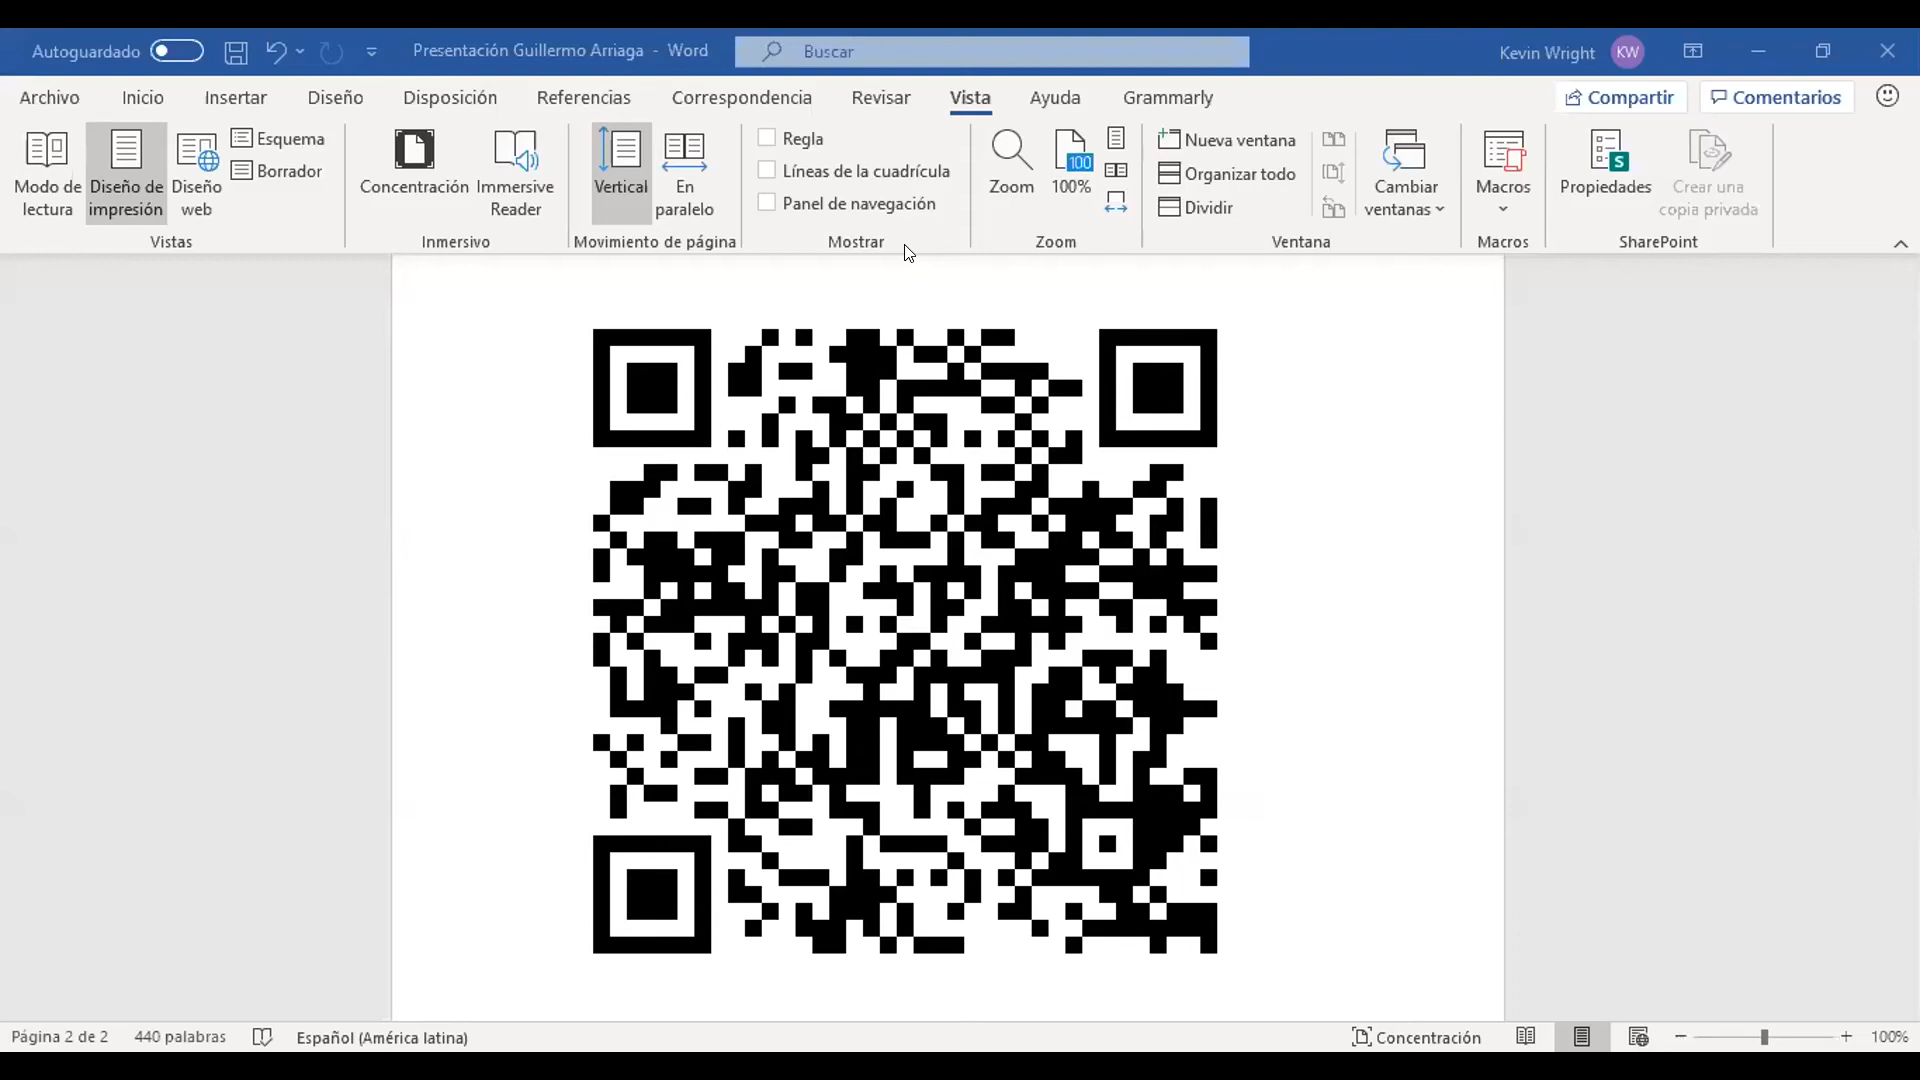 Autoguardado Presentación Guillermo Arriaga - Word Buscar Kevin Wright KW
Archivo Inicio Insertar Diseño Disposición Referencias Correspondencia Revisar Vista Ayuda Grammarly Compartir Comentarios
Modo de lectura
Diseño de impresión
Diseño web
Esquema
Borrador
Vistas
Concentración
Immersive Reader
Inmersivo
Vertical
En paralelo
Movimiento de página
Regla
Líneas de la cuadrícula
Panel de navegación
Mostrar
Zoom
100
100%
Zoom
Nueva ventana
Organizar todo
Dividir
Cambiar ventanas
Ventana
Macros
Macros
S
Propiedades
Crear una copia privada
SharePoint
Página 2 de 2 440 palabras Español (América latina) Concentración 100%